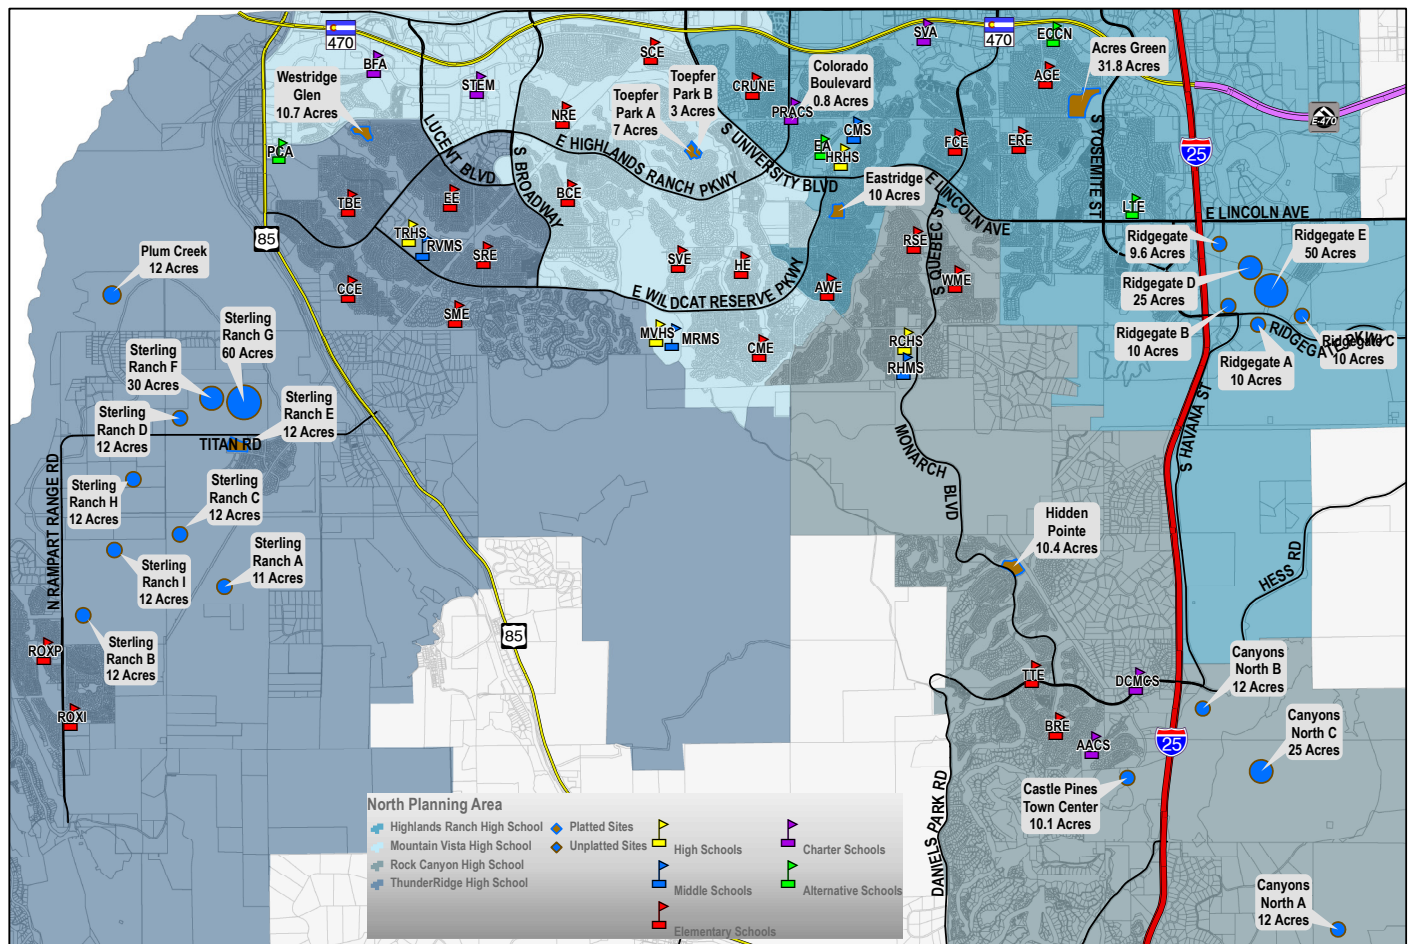 470
470
SVA
ECCN
Acres Green
31.8 Acres
BFA
SCE
Westridge
Glen
10.7 Acres
STEM
Toepfer
Park B
3 Acres
CRUNE
Colorado
Boulevard
0.8 Acres
AGE
Toepfer
Park A
7 Acres
NRE
PRACS
CMS
E-470
S YOSEMITE ST
LUCENT BLVD
S BROADWAY
E HIGHLANDS RANCH PKWY
S UNIVERSITY BLVD
PCA
EA
HRHS
FCE
ERE
25
E LINCOLN AVE
Eastridge
10 Acres
TBE
EE
BCE
LTE
E LINCOLN AVE
85
TRHS
RVMS
SRE
SVE
HE
RSE
S QUEBEC ST
Ridgegate
9.6 Acres
Ridgegate E
50 Acres
Plum Creek
12 Acres
CCE
E WILDCAT RESERVE PKWY
AWE
WME
Ridgegate D
25 Acres
SME
Sterling
Ranch G
60 Acres
MVHS
MRMS
CME
RCHS
RHMS
Ridgegate B
10 Acres
RIDGEGATE PKWY
Ridgegate C
10 Acres
Ridgegate A
10 Acres
Sterling
Ranch F
30 Acres
Sterling
Ranch E
12 Acres
Sterling
Ranch D
12 Acres
TITAN RD
S HAVANA ST
MONARCH BLVD
N RAMPART RANGE RD
Sterling
Ranch H
12 Acres
Sterling
Ranch C
12 Acres
Hidden
Pointe
10.4 Acres
Sterling
Ranch I
12 Acres
Sterling
Ranch A
11 Acres
HESS RD
85
Sterling
Ranch B
12 Acres
ROXP
ROXI
TTE
DCMCS
Canyons
North B
12 Acres
BRE
AACS
25
Canyons
North C
25 Acres
DANIELS PARK RD
Castle Pines
Town Center
10.1 Acres
Canyons
North A
12 Acres
North Planning Area
Highlands Ranch High School
Mountain Vista High School
Rock Canyon High School
ThunderRidge High School
Platted Sites
Unplatted Sites
High Schools
Middle Schools
Elementary Schools
Charter Schools
Alternative Schools